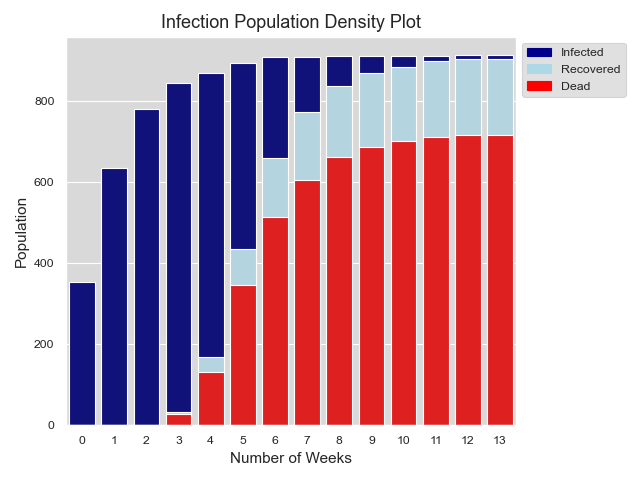 Infection Population Density Plot
Infected
Recovered
Dead
800
600
400
200
0
Population
0 1 2 3 4 5 6 7 8 9 10 11 12 13
Number of Weeks